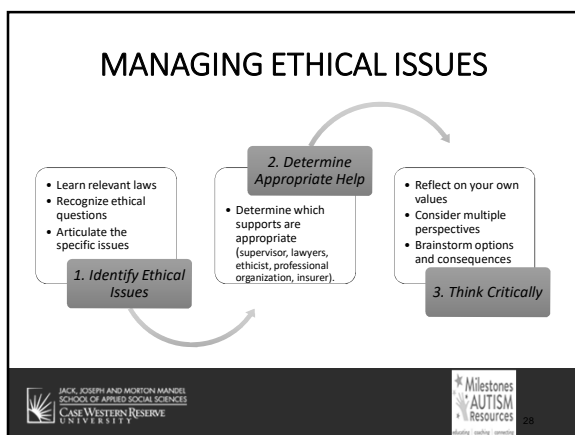 MANAGING ETHICAL ISSUES
• Learn relevant laws
• Recognize ethical
questions
• Articulate the
specific issues
1. Identify Ethical
Issues
2. Determine
Appropriate Help
• Determine which
supports are
appropriate
(supervisor, lawyers,
ethicist, professional
organization, insurer).
• Reflect on your own
values
• Consider multiple
perspectives
• Brainstorm options
and consequences
3. Think Critically
JACK, JOSEPH AND MORTON MANDEL
SCHOOL OF APPLIED SOCIAL SCIENCES
CASE WESTERN RESERVE
UNIVERSITY
Milestones
AUTISM
Resources
educating coaching connecting
28